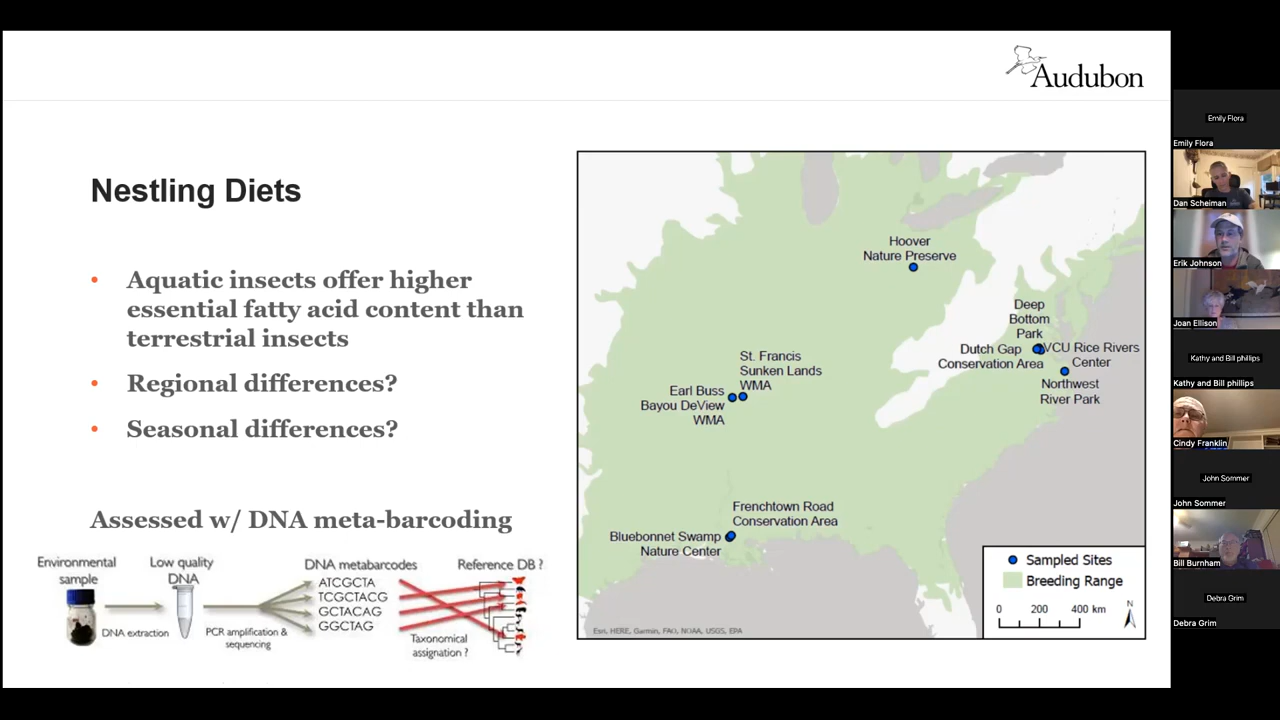 Audubon
Nestling Diets
• Aquatic insects offer higher
essential fatty acid content than
terrestrial insects
• Regional differences?
• Seasonal differences?
Assessed w/ DNA meta-barcoding
Environmental
sample
Low quality
DNA
DNA metabarcodes
Reference DB ?
ATCGCTA
TCGCTACG
GCTACAG
GGCTAG
DNA extraction
PCR amplification &
sequencing
Taxonomical
assignation ?
Hoover
Nature Preserve
Deep
Bottom
Park
Dutch Gap
Conservation Area
VCU Rice Rivers
Center
Northwest
River Park
St. Francis
Sunken Lands
WMA
Earl Buss
Bayou DeView
WMA
Frenchtown Road
Conservation Area
Bluebonnet Swamp
Nature Center
Sampled Sites
Breeding Range
0 200 400 km
N
Esri, HERE, Garmin, FAO, NOAA, USGS, EPA
Emily Flora
Emily Flora
Dan Scheiman
Erik Johnson
Joan Ellison
Kathy and Bill phillips
Kathy and Bill phillips
Cindy Franklin
John Sommer
John Sommer
Bill Burnham
Debra Grim
Debra Grim